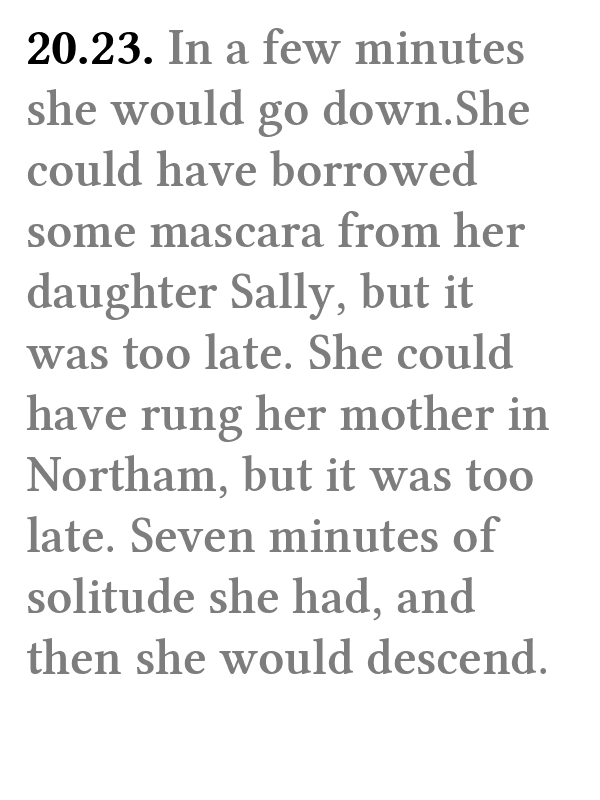 20.23. In a few minutes
she would go down.She
could have borrowed
some mascara from her
daughter Sally, but it
was too late. She could
have rung her mother in
Northam, but it was too
late. Seven minutes of
solitude she had, and
then she would descend.